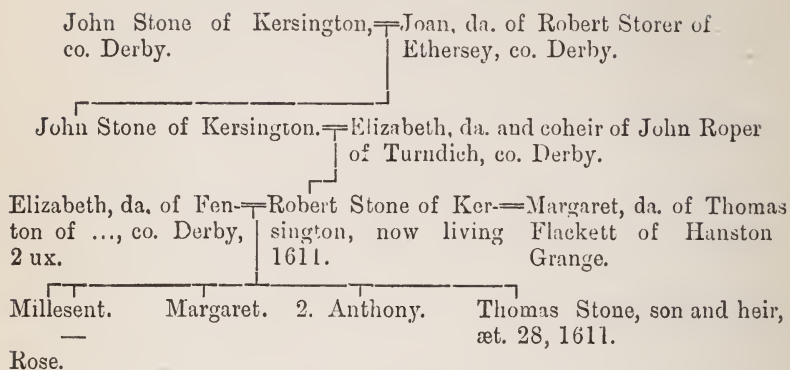 John Stone of Kersington,=Joan, da. of Robert Storer of
co. Derby. Ethersey, co. Derby.
John Stone of Kersington.=Elizabeth, da. and coheir of John Roper
of Turndich, co. Derby.
Elizabeth, da. of Fen-=Robert Stone of Ker-=Margaret, da. of Thomas
ton of ..., co. Derby, sington, now living Flackett of Hanston
2 ux. 1611. Grange.
Millesent. Margaret. 2. Anthony. Thomas Stone, son and heir,
— æt. 28, 1611.
Rose.